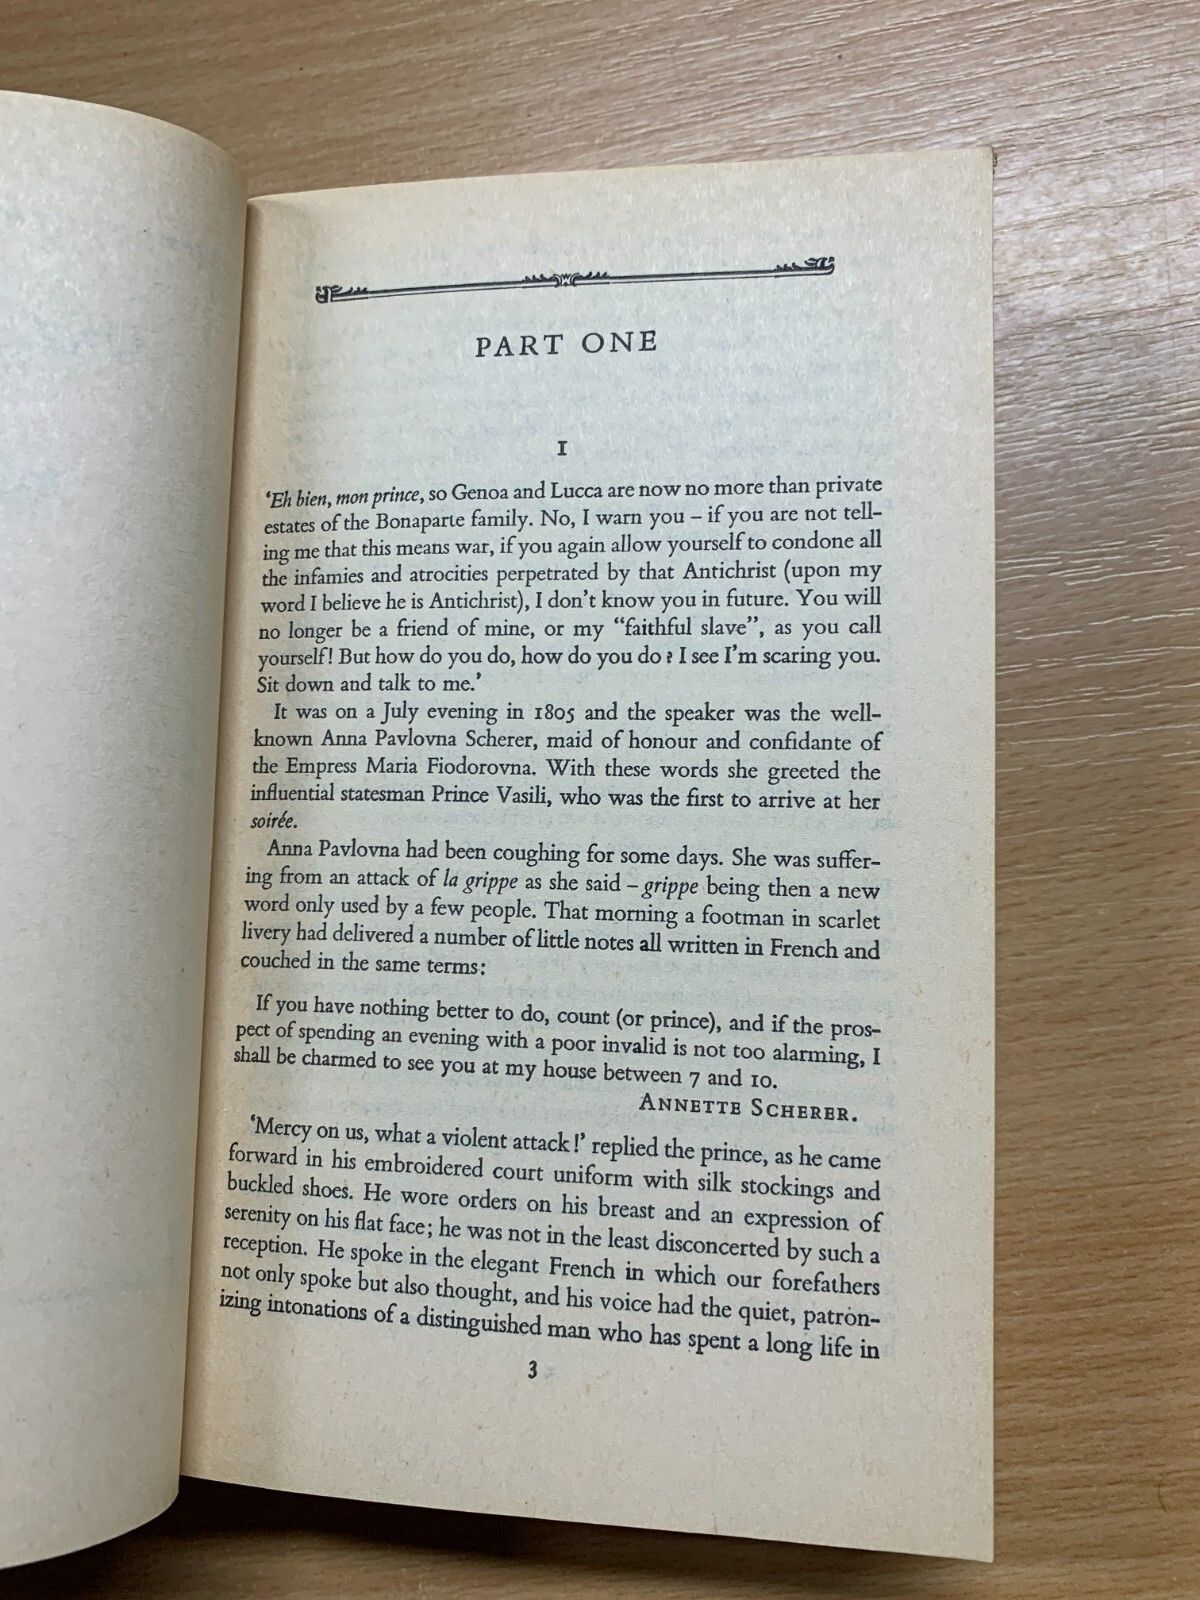 PART ONE
I
‘Eh bien, mon prince, so Genoa and Lucca are now no more than private
estates of the Bonaparte family. No, I warn you – if you are not tell-
ing me that this means war, if you again allow yourself to condone all
the infamies and atrocities perpetrated by that Antichrist (upon my
word I believe he is Antichrist), I don’t know you in future. You will
no longer be a friend of mine, or my “faithful slave”, as you call
yourself! But how do you do, how do you do? I see I’m scaring you.
Sit down and talk to me.’
It was on a July evening in 1805 and the speaker was the well-
known Anna Pavlovna Scherer, maid of honour and confidante of
the Empress Maria Fiodorovna. With these words she greeted the
influential statesman Prince Vasili, who was the first to arrive at her
soirée.
Anna Pavlovna had been coughing for some days. She was suffer-
ing from an attack of la grippe as she said – grippe being then a new
word only used by a few people. That morning a footman in scarlet
livery had delivered a number of little notes all written in French and
couched in the same terms:
If you have nothing better to do, count (or prince), and if the pros-
pect of spending an evening with a poor invalid is not too alarming, I
shall be charmed to see you at my house between 7 and 10.
ANNETTE SCHERER.
‘Mercy on us, what a violent attack!’ replied the prince, as he came
forward in his embroidered court uniform with silk stockings and
buckled shoes. He wore orders on his breast and an expression of
serenity on his flat face; he was not in the least disconcerted by such a
reception. He spoke in the elegant French in which our forefathers
not only spoke but also thought, and his voice had the quiet, patron-
izing intonations of a distinguished man who has spent a long life in
3